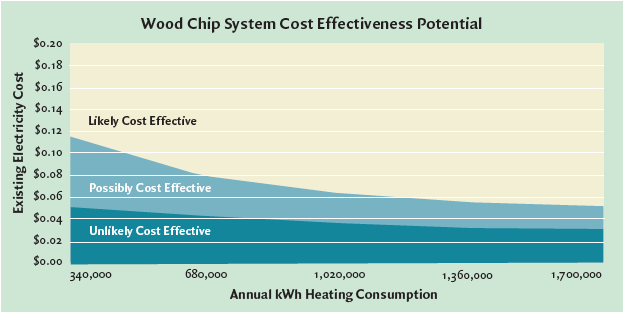 Wood Chip System Cost Effectiveness Potential
Existing Electricity Cost
$0.20
$0.18
$0.16
$0.14
$0.12
$0.10
$0.08
$0.06
$0.04
$0.02
$0.00
Likely Cost Effective
Possibly Cost Effective
Unlikely Cost Effective
340,000 680,000 1,020,000 1,360,000 1,700,000
Annual kWh Heating Consumption